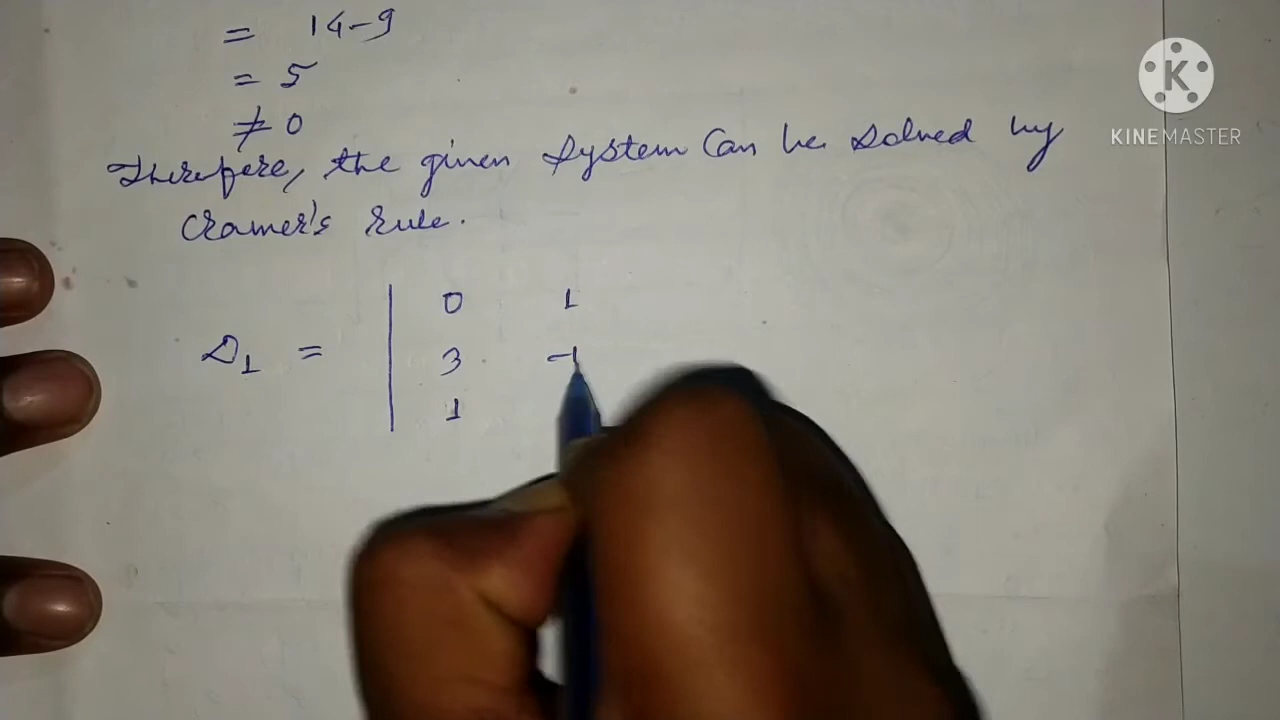 = 14-9
= 5
≠ 0
K
KINEMASTER
Therefore, the given system can be solved by
Cramer's rule.
0 1
D₁ = 3 -1
1